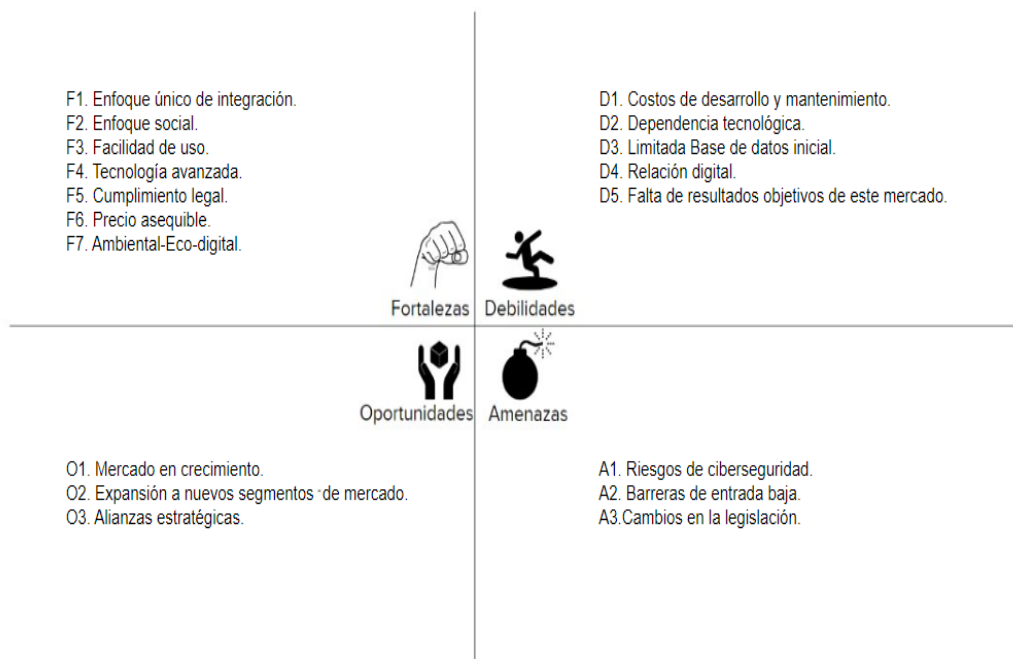 F1. Enfoque único de integración.
F2. Enfoque social.
F3. Facilidad de uso.
F4. Tecnología avanzada.
F5. Cumplimiento legal.
F6. Precio asequible.
F7. Ambiental-Eco-digital.
Fortalezas
D1. Costos de desarrollo y mantenimiento.
D2. Dependencia tecnológica.
D3. Limitada Base de datos inicial.
D4. Relación digital.
D5. Falta de resultados objetivos de este mercado.
Debilidades
Oportunidades
O1. Mercado en crecimiento.
O2. Expansión a nuevos segmentos de mercado.
O3. Alianzas estratégicas.
Amenazas
A1. Riesgos de ciberseguridad.
A2. Barreras de entrada baja.
A3.Cambios en la legislación.